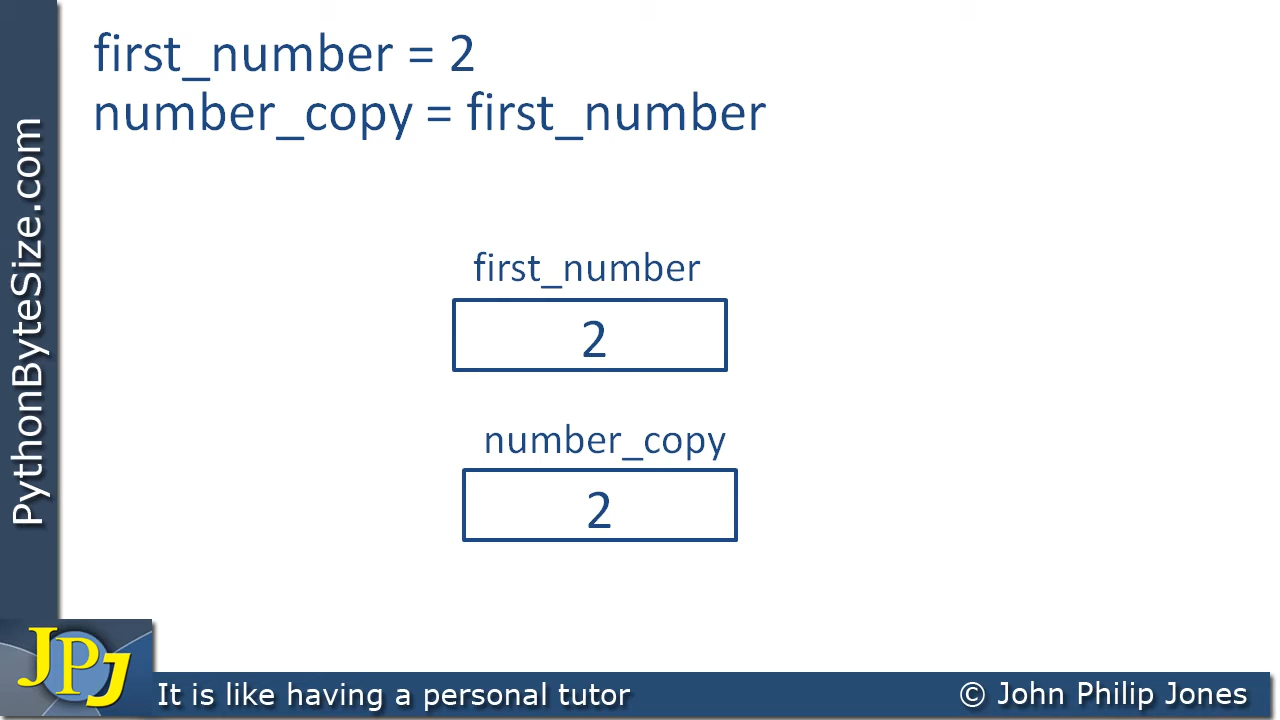 first_number = 2
number_copy = first_number
first_number
2
number_copy
2
PythonByteSize.com
JPJ
It is like having a personal tutor
© John Philip Jones